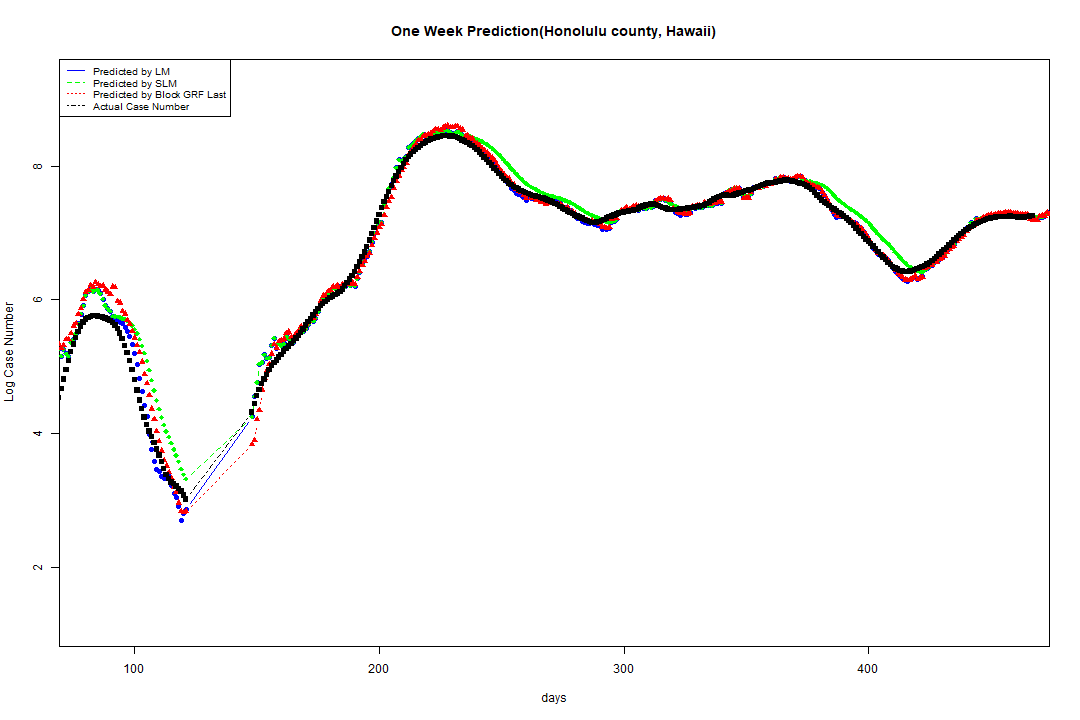 One Week Prediction(Honolulu county, Hawaii)
Predicted by LM
Predicted by SLM
Predicted by Block GRF Last
Actual Case Number
Log Case Number
8
6
4
2
100 200 300 400
days